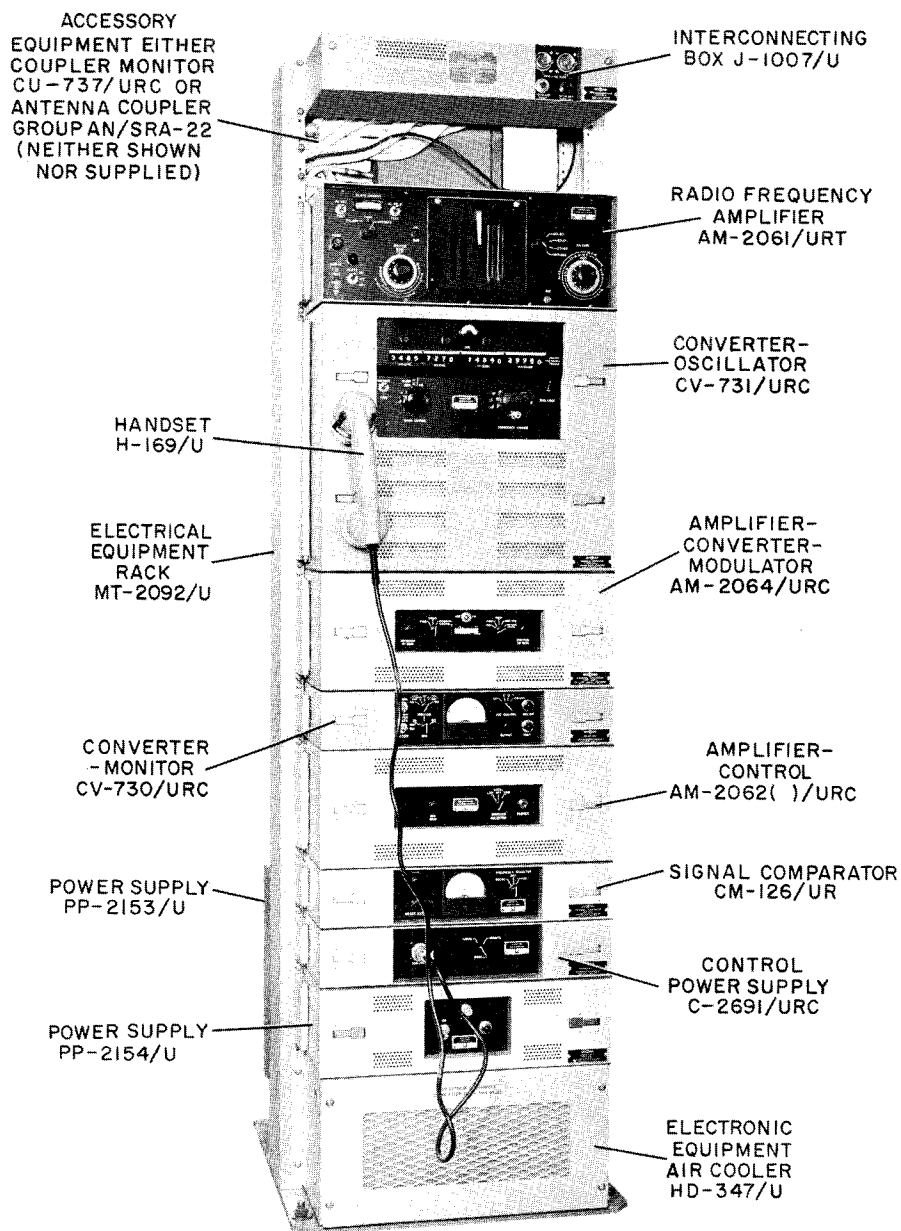 ACCESSORY
EQUIPMENT EITHER
COUPLER MONITOR
CU-737/URC OR
ANTENNA COUPLER
GROUP AN/SRA-22
(NEITHER SHOWN
NOR SUPPLIED)
INTERCONNECTING
BOX J-1007/U
RADIO FREQUENCY
AMPLIFIER
AM-2061/URT
CONVERTER-
OSCILLATOR
CV-731/URC
HANDSET
H-169/U
ELECTRICAL
EQUIPMENT
RACK
MT-2092/U
AMPLIFIER-
CONVERTER-
MODULATOR
AM-2064/URC
CONVERTER
-MONITOR
CV-730/URC
AMPLIFIER-
CONTROL
AM-2062( )/URC
POWER SUPPLY
PP-2153/U
SIGNAL COMPARATOR
CM-126/UR
CONTROL
POWER SUPPLY
C-2691/URC
POWER SUPPLY
PP-2154/U
ELECTRONIC
EQUIPMENT
AIR COOLER
HD-347/U